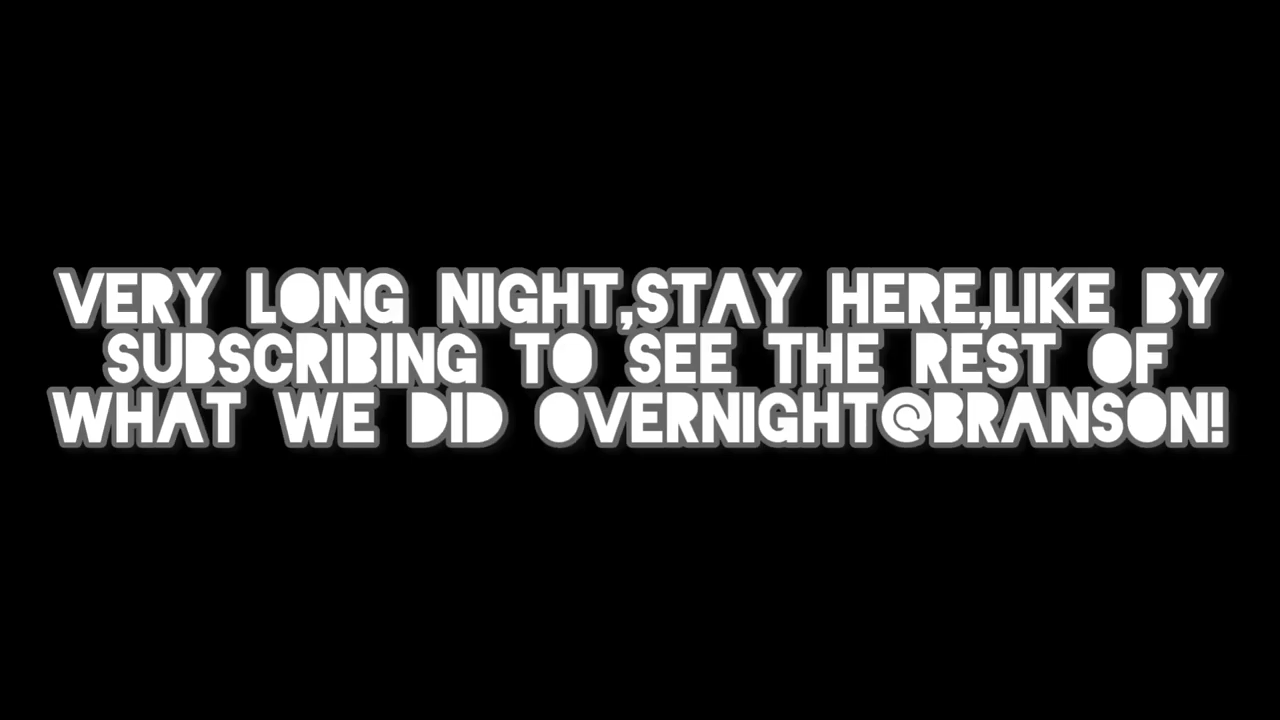 VERY LONG NIGHT,STAY HERE,LIKE BY
SUBSCRIBING TO SEE THE REST OF
WHAT WE DID OVERNIGHT@BRANSON!